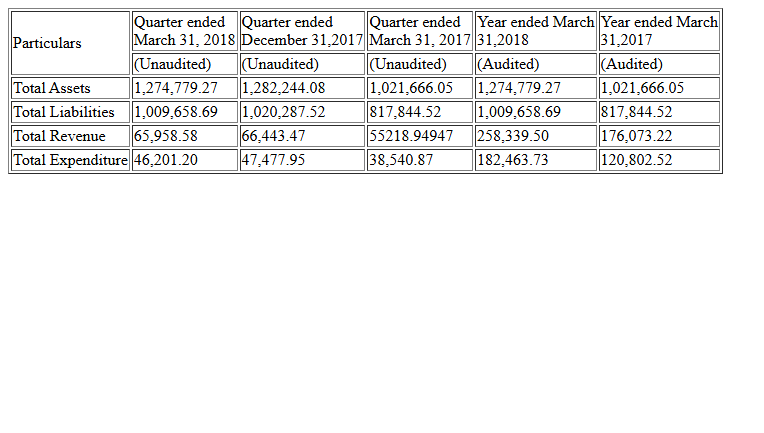 Particulars
Quarter ended March 31, 2018
Quarter ended December 31,2017
Quarter ended March 31, 2017
Year ended March 31,2018
Year ended March 31,2017
(Unaudited) (Unaudited) (Unaudited) (Audited) (Audited)
Total Assets 1,274,779.27 1,282,244.08 1,021,666.05 1,274,779.27 1,021,666.05
Total Liabilities 1,009,658.69 1,020,287.52 817,844.52 1,009,658.69 817,844.52
Total Revenue 65,958.58 66,443.47 55218.94947 258,339.50 176,073.22
Total Expenditure 46,201.20 47,477.95 38,540.87 182,463.73 120,802.52